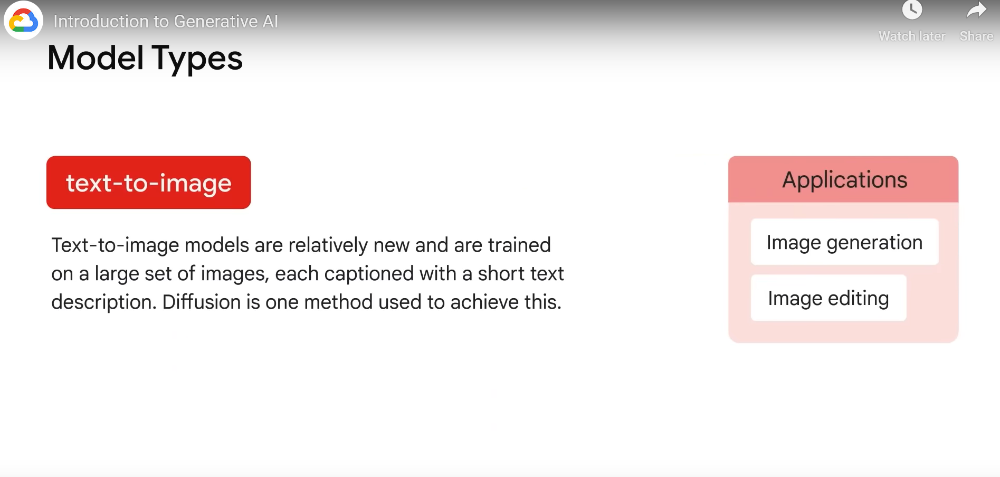 Introduction to Generative AI
Watch later
Share
Model Types
text-to-image
Text-to-image models are relatively new and are trained
on a large set of images, each captioned with a short text
description. Diffusion is one method used to achieve this.
Applications
Image generation
Image editing